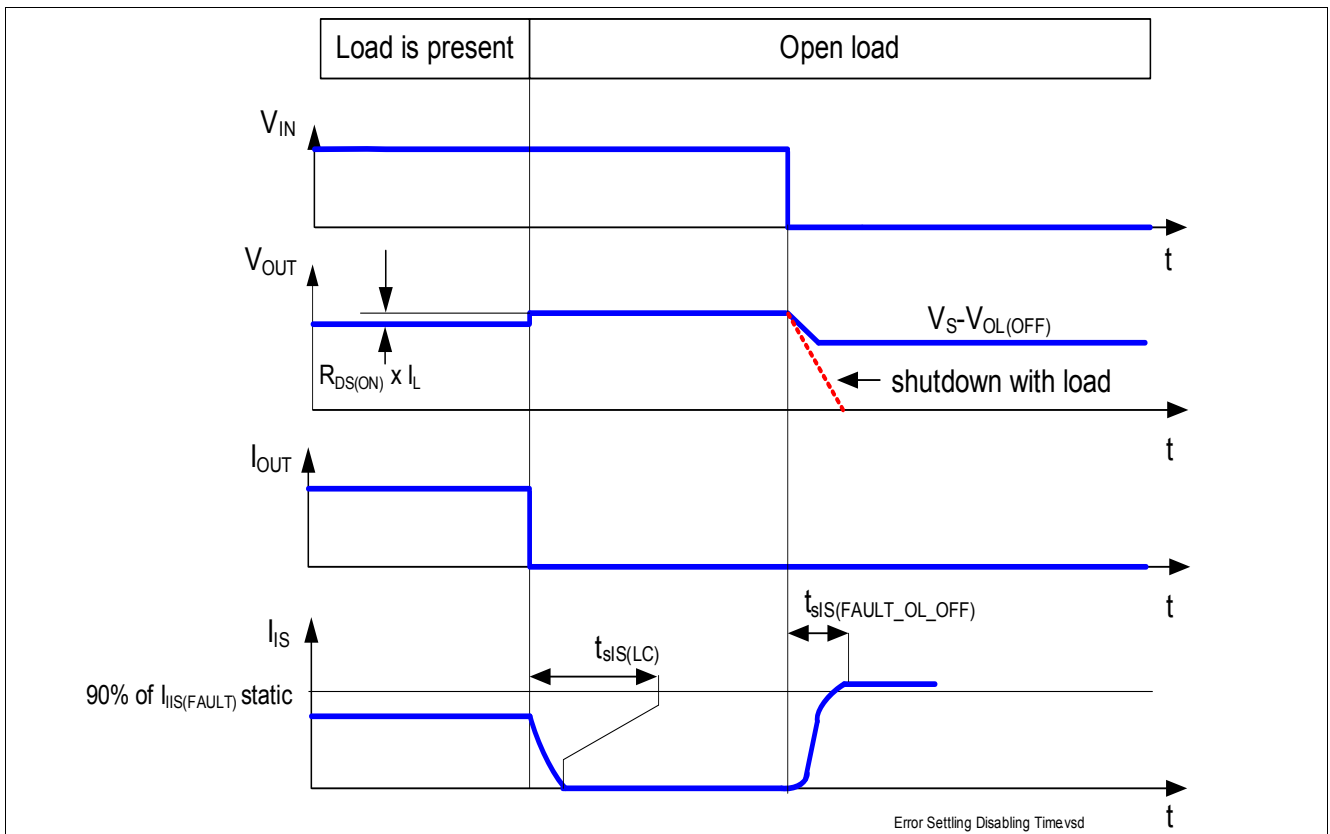 Load is present
Open load
VIN
t
VOUT
VS-VOL(OFF)
RDS(ON) x IL
shutdown with load
t
IOUT
t
tsIS(FAULT_OL_OFF)
IIS
tsIS(LC)
90% of IIIS(FAULT) static
t
Error Settling Disabling Time.vsd